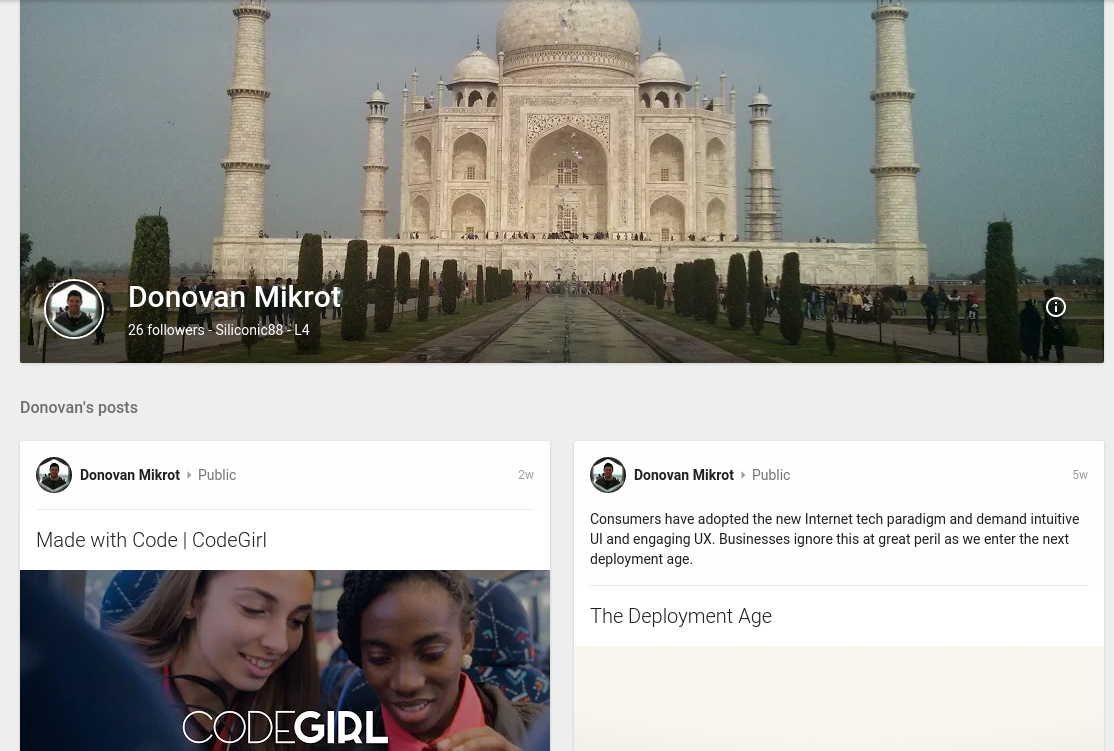 Donovan Mikrot
26 followers - Siliconic88 - L4
Donovan's posts
Donovan Mikrot Public 2w
Made with Code | CodeGirl
CODEGIRL
Donovan Mikrot Public 5w
Consumers have adopted the new Internet tech paradigm and demand intuitive
UI and engaging UX. Businesses ignore this at great peril as we enter the next
deployment age.
The Deployment Age